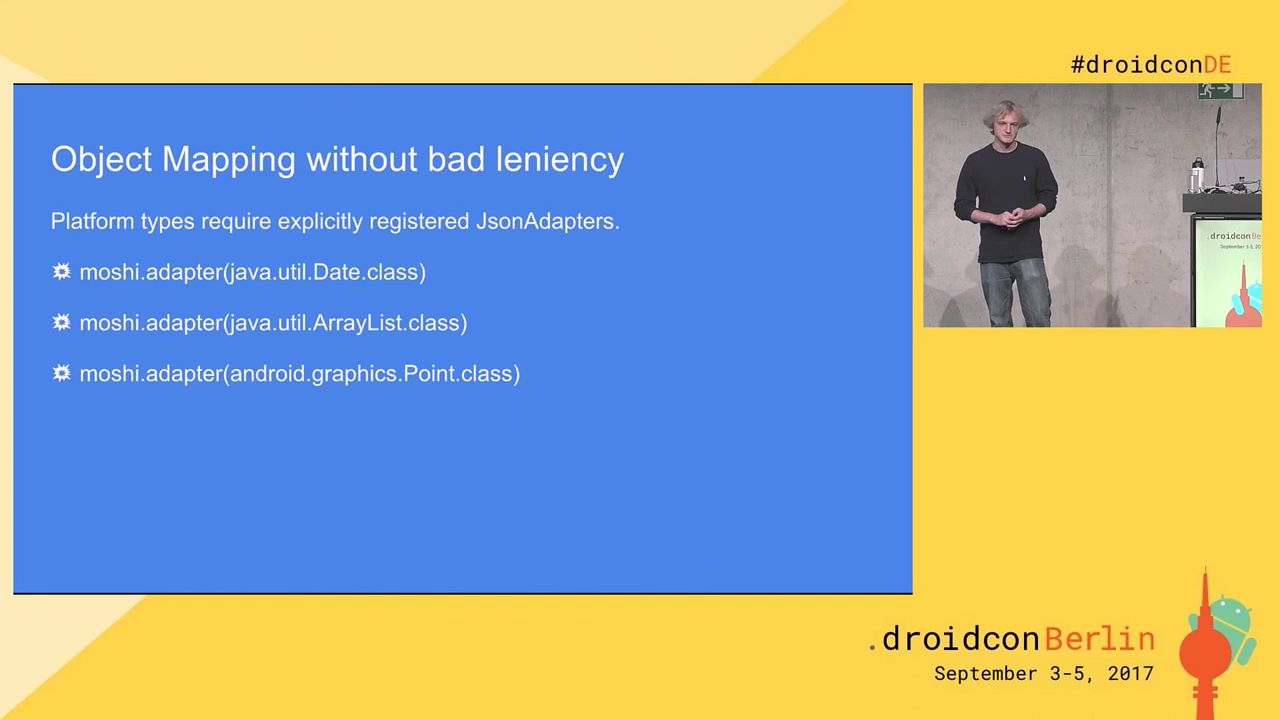 #droidconDE
Object Mapping without bad leniency
Platform types require explicitly registered JsonAdapters.
💥 moshi.adapter(java.util.Date.class)
💥 moshi.adapter(java.util.ArrayList.class)
💥 moshi.adapter(android.graphics.Point.class)
.droidconBe
.droidconBerlin
September 3-5, 2017